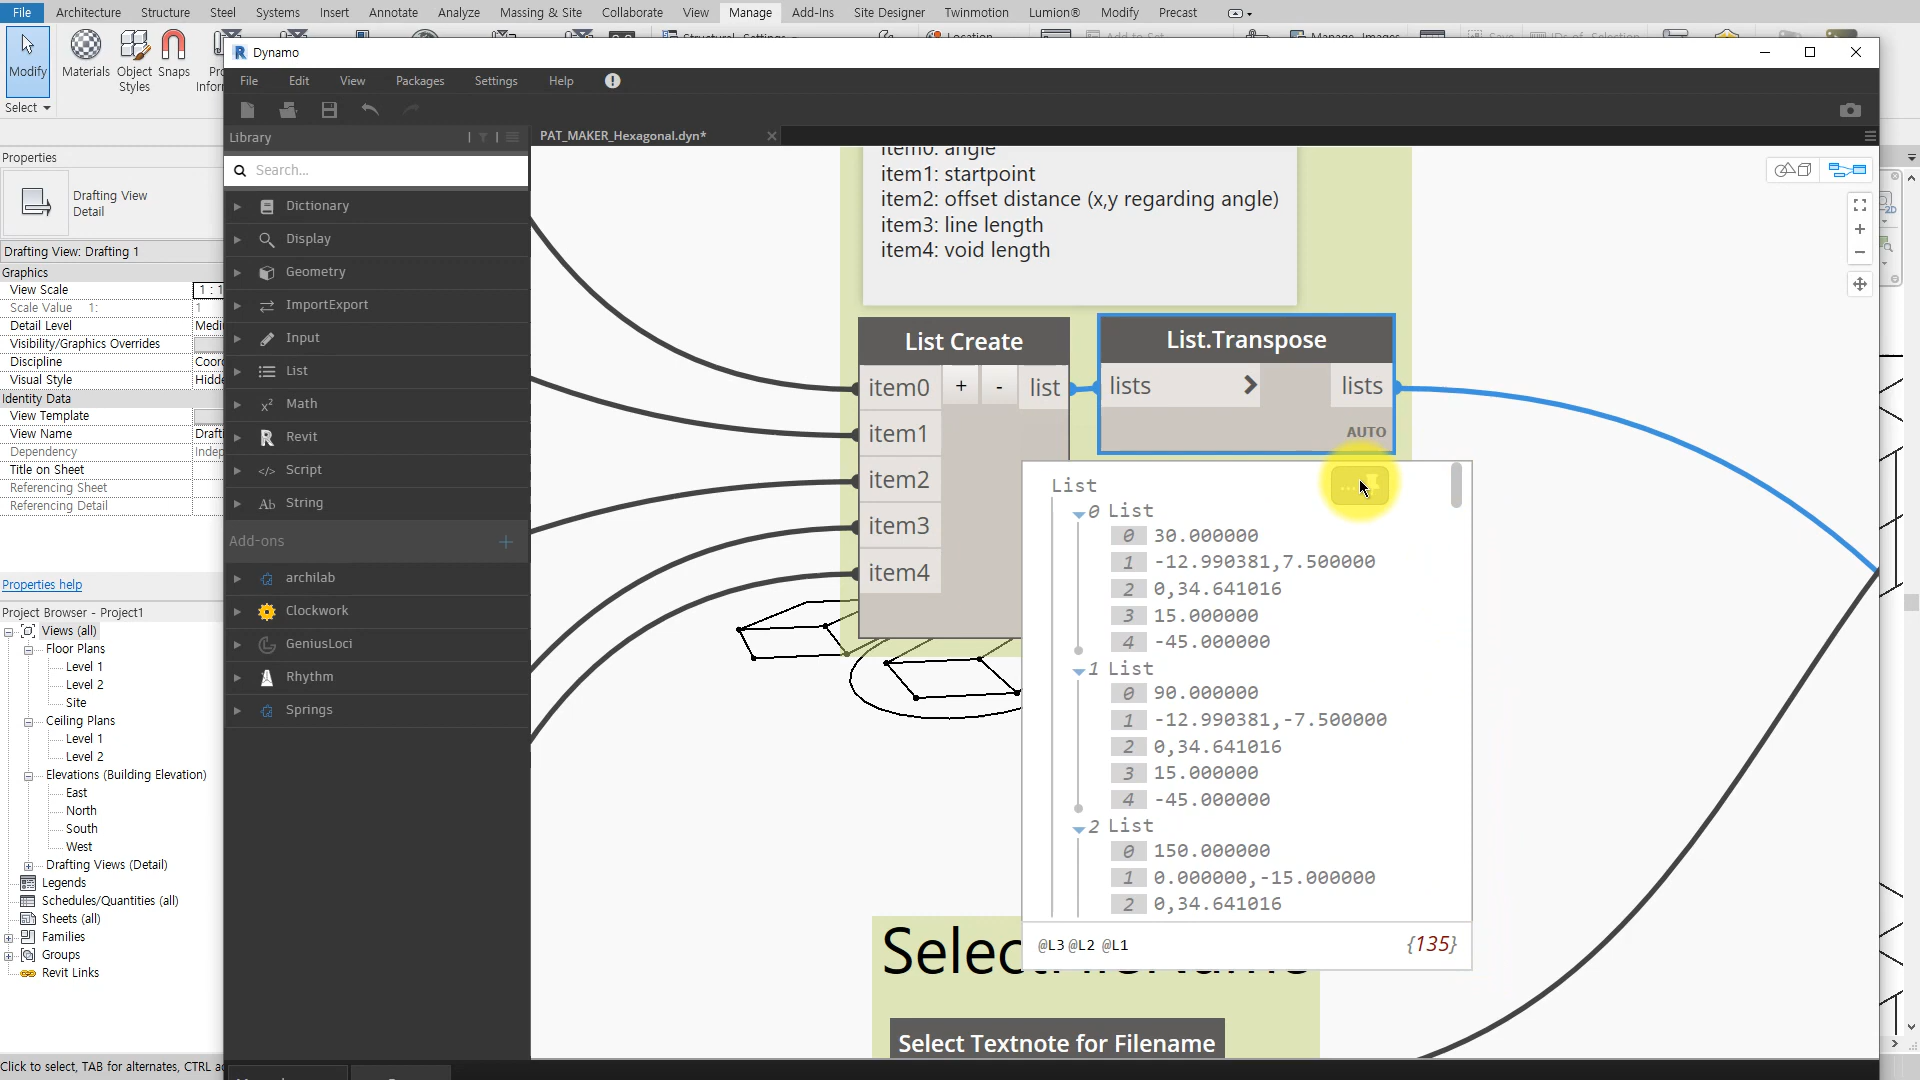 File Architecture Structure Steel Systems Insert Annotate Analyze Massing & Site Collaborate View Manage Add-Ins Site Designer Twinmotion Lumion® Modify Precast
Modify
Materials
Object
Styles
Snaps
Select
Dynamo
File Edit View Packages Settings Help
Library
PAT_MAKER_Hexagonal.dyn*
Search...
Dictionary
Display
Geometry
ImportExport
Input
List
Math
Revit
Script
String
Add-ons
archilab
Clockwork
GeniusLoci
Rhythm
Springs
Properties
Drafting View
Detail
Drafting View: Drafting 1
Graphics
View Scale 1 : 1
Scale Value 1: 1
Detail Level Medi
Visibility/Graphics Overrides
Discipline Coor
Visual Style Hidd
Identity Data
View Template
View Name Draft
Dependency Indep
Title on Sheet
Referencing Sheet
Referencing Detail
Properties help
Project Browser - Project1
Views (all)
Floor Plans
Level 1
Level 2
Site
Ceiling Plans
Level 1
Level 2
Elevations (Building Elevation)
East
North
South
West
Drafting Views (Detail)
Legends
Schedules/Quantities (all)
Sheets (all)
Families
Groups
Revit Links
Click to select, TAB for alternates, CTRL
item0: angle
item1: startpoint
item2: offset distance (x,y regarding angle)
item3: line length
item4: void length
List Create
item0 + - list
item1
item2
item3
item4
List.Transpose
lists > lists
AUTO
List
0 List
0 30.000000
1 -12.990381,7.500000
2 0,34.641016
3 15.000000
4 -45.000000
1 List
0 90.000000
1 -12.990381,-7.500000
2 0,34.641016
3 15.000000
4 -45.000000
2 List
0 150.000000
1 0.000000,-15.000000
2 0,34.641016
@L3 @L2 @L1 {135}
Select Textnote for Filename